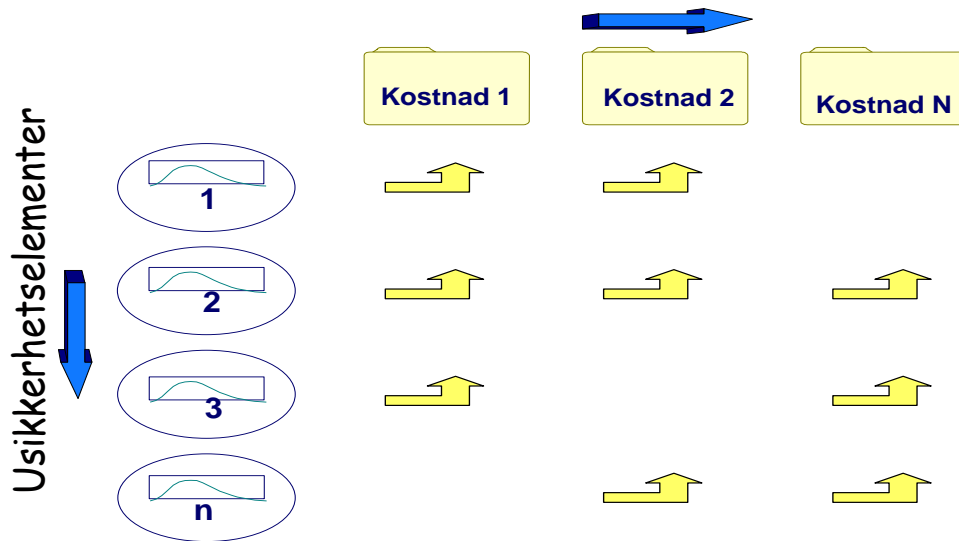 Kostnad 1
Kostnad 2
Kostnad N
Usikkerhetselementer
1
2
3
n